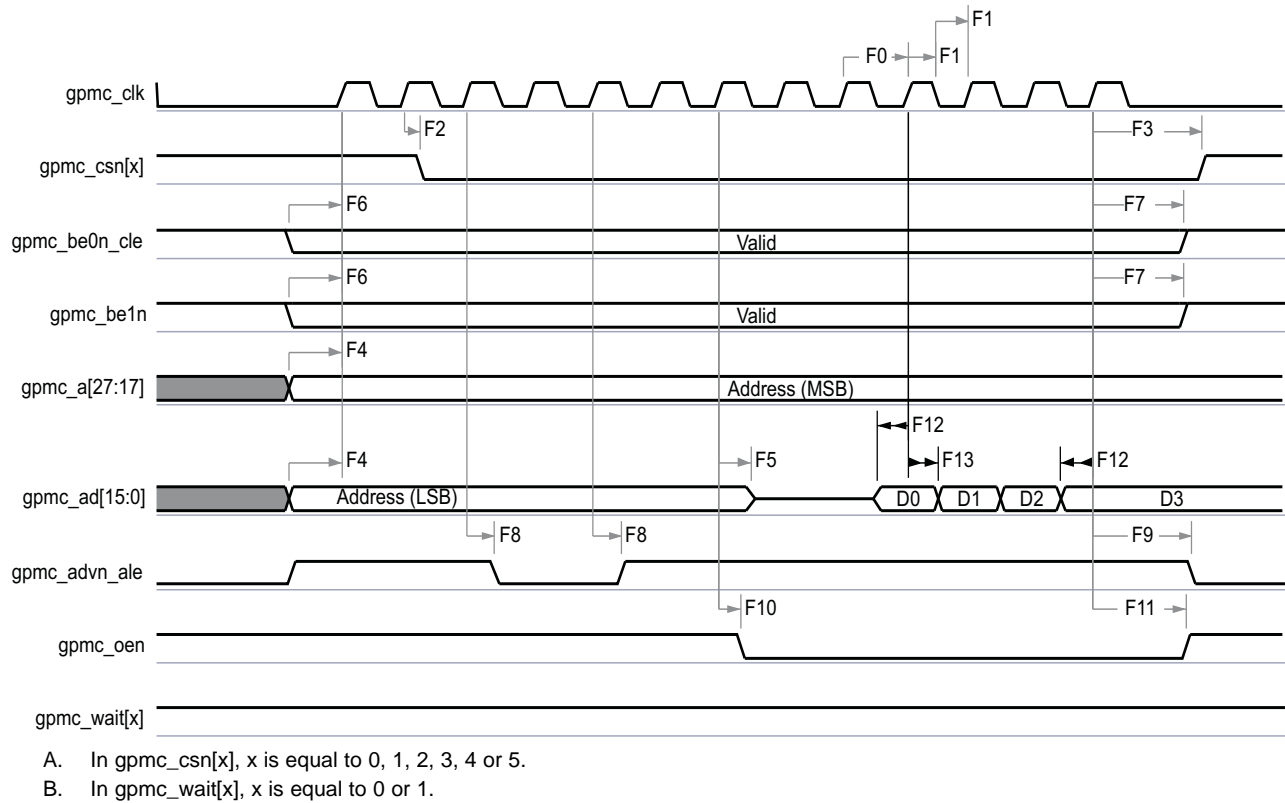 F1
F0 F1
gpmc_clk
F2 F3
gpmc_csn[x]
F6 F7
gpmc_be0n_cle
Valid
F6 F7
gpmc_be1n
Valid
F4
gpmc_a[27:17]
Address (MSB)
F12
F4 F5 F13 F12
gpmc_ad[15:0]
Address (LSB) D0 D1 D2 D3
F8 F8 F9
gpmc_advn_ale
F10 F11
gpmc_oen
gpmc_wait[x]
A. In gpmc_csn[x], x is equal to 0, 1, 2, 3, 4 or 5.
B. In gpmc_wait[x], x is equal to 0 or 1.